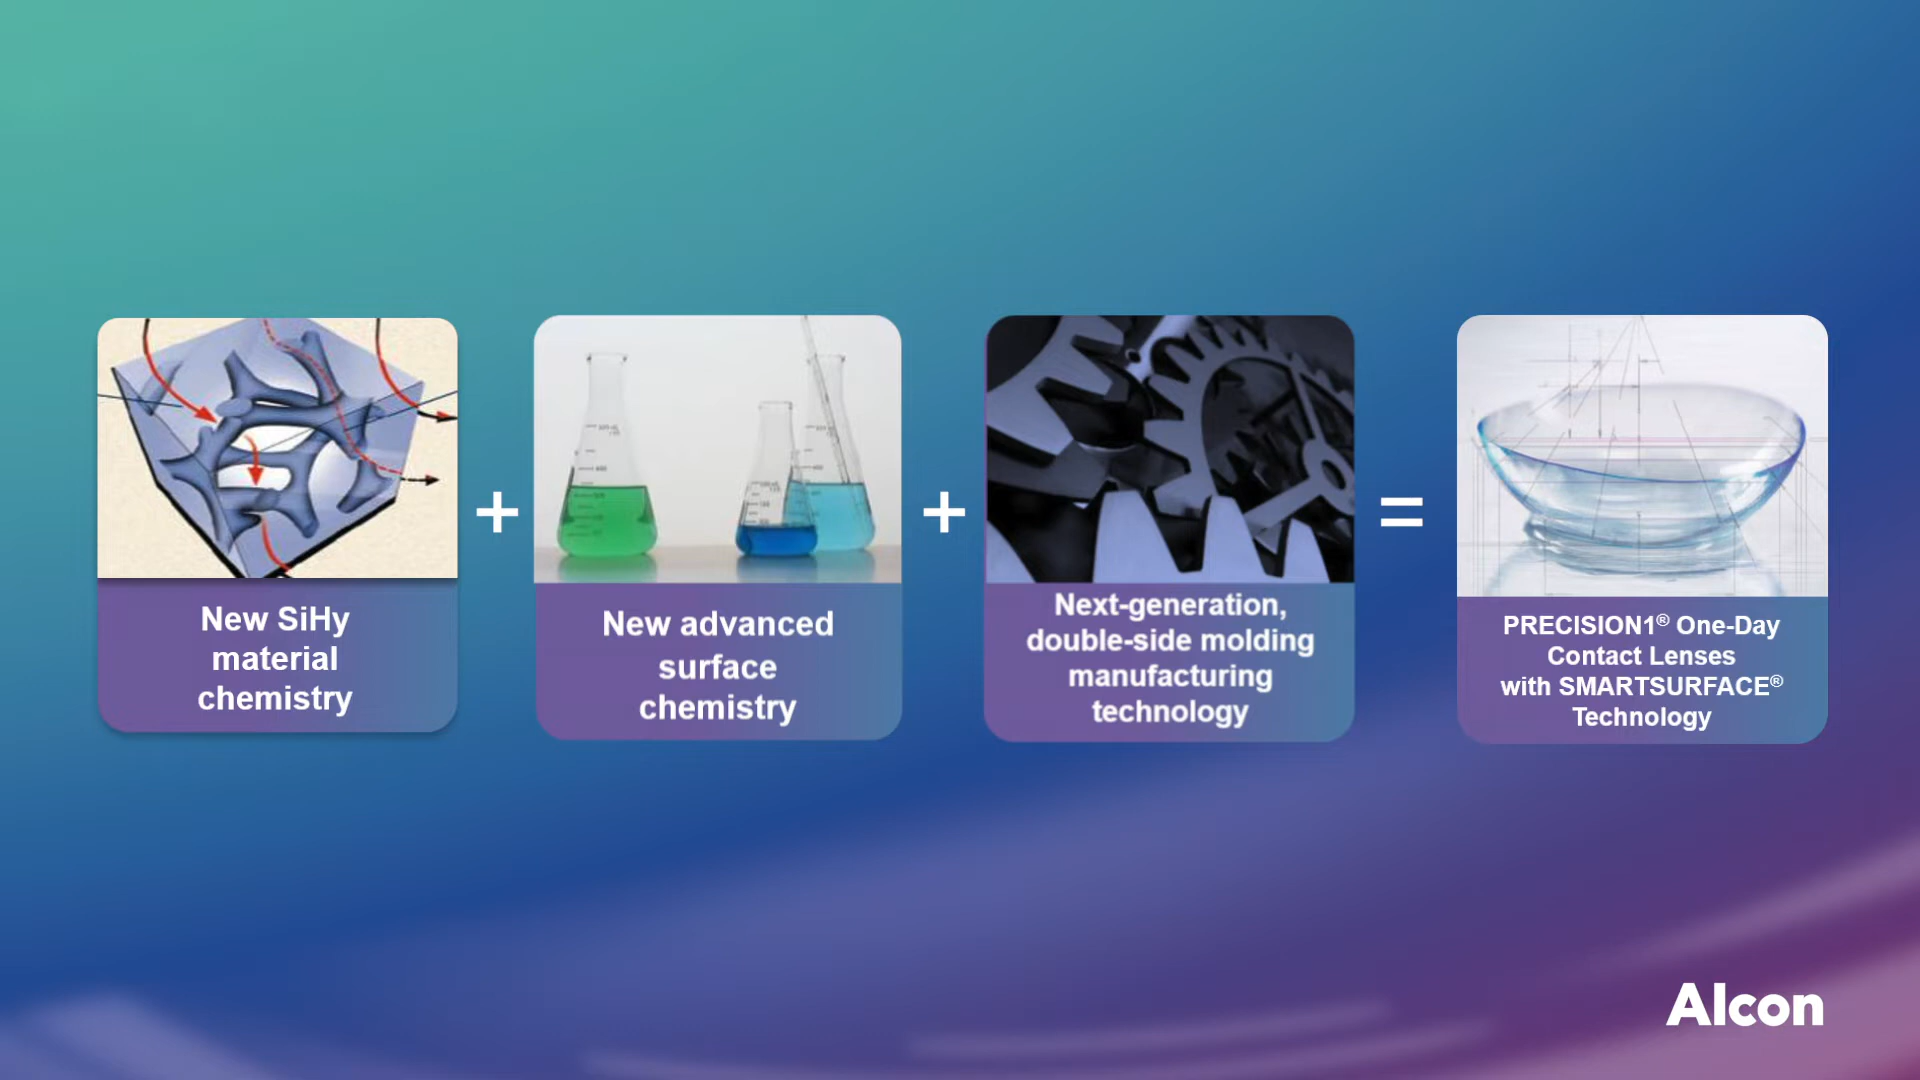 New SiHy
material
chemistry
+
New advanced
surface
chemistry
+
Next-generation,
double-side molding
manufacturing
technology
=
PRECISION1® One-Day
Contact Lenses
with SMARTSURFACE®
Technology
Alcon